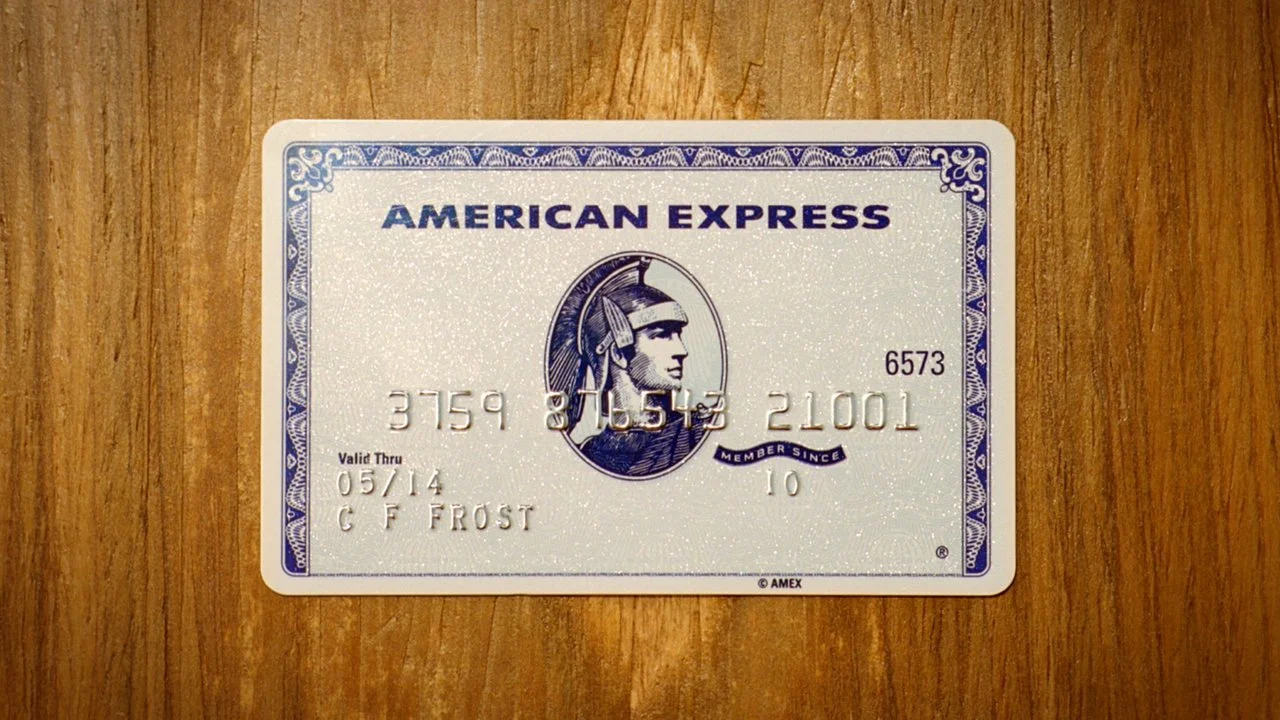 AMERICAN EXPRESS
6573
3759 876543 21001
Valid Thru
MEMBER SINCE
05/14
10
C F FROST
®
© AMEX